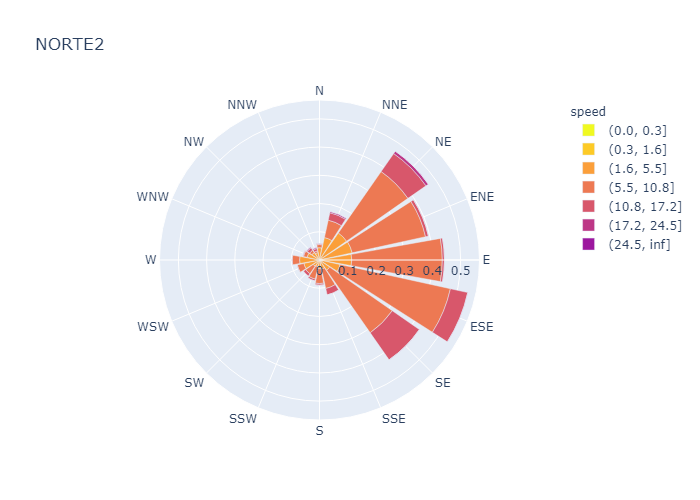 NORTE2
N
NNE
NE
ENE
E
ESE
SE
SSE
S
SSW
SW
WSW
W
WNW
NW
NNW
0 0.1 0.2 0.3 0.4 0.5
speed
(0.0, 0.3]
(0.3, 1.6]
(1.6, 5.5]
(5.5, 10.8]
(10.8, 17.2]
(17.2, 24.5]
(24.5, inf]